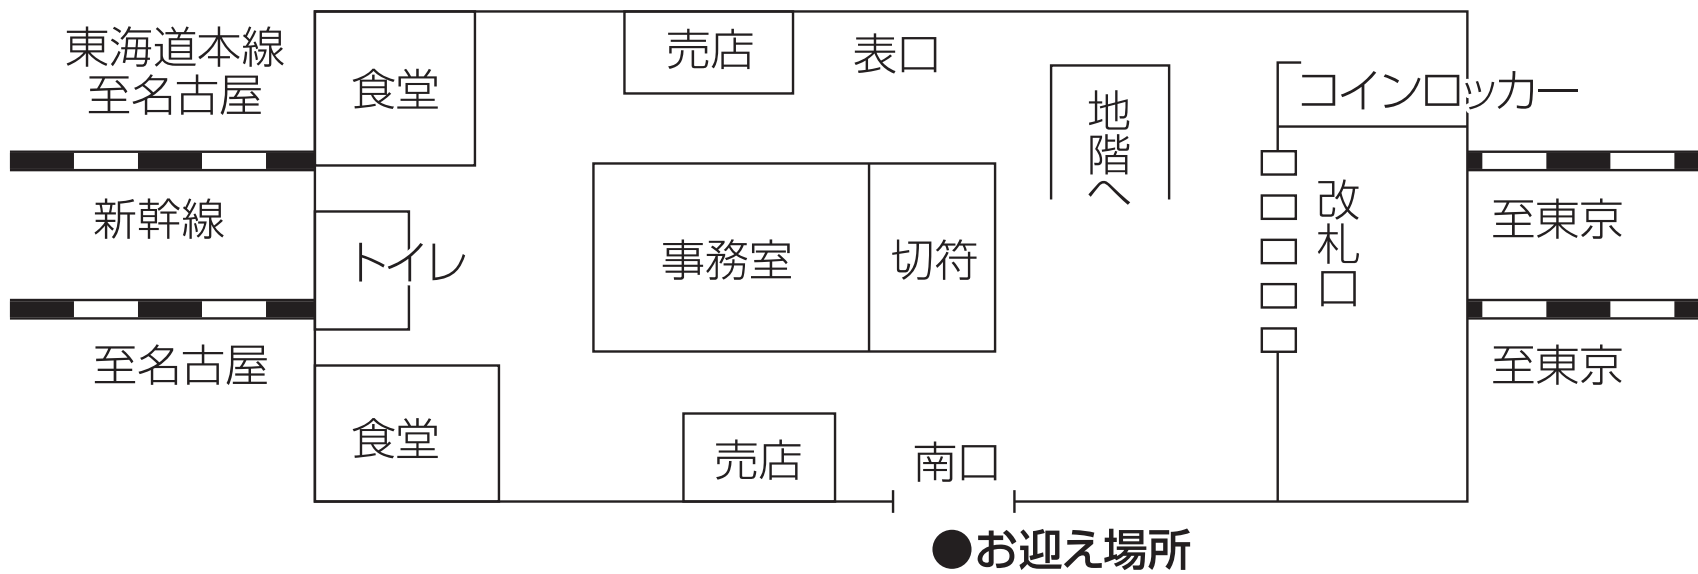 東海道本線
至名古屋
食堂
売店
表口
地階へ
コインロッカー
新幹線
トイレ
事務室
切符
改札口
至東京
至名古屋
食堂
売店
南口
至東京
●お迎え場所